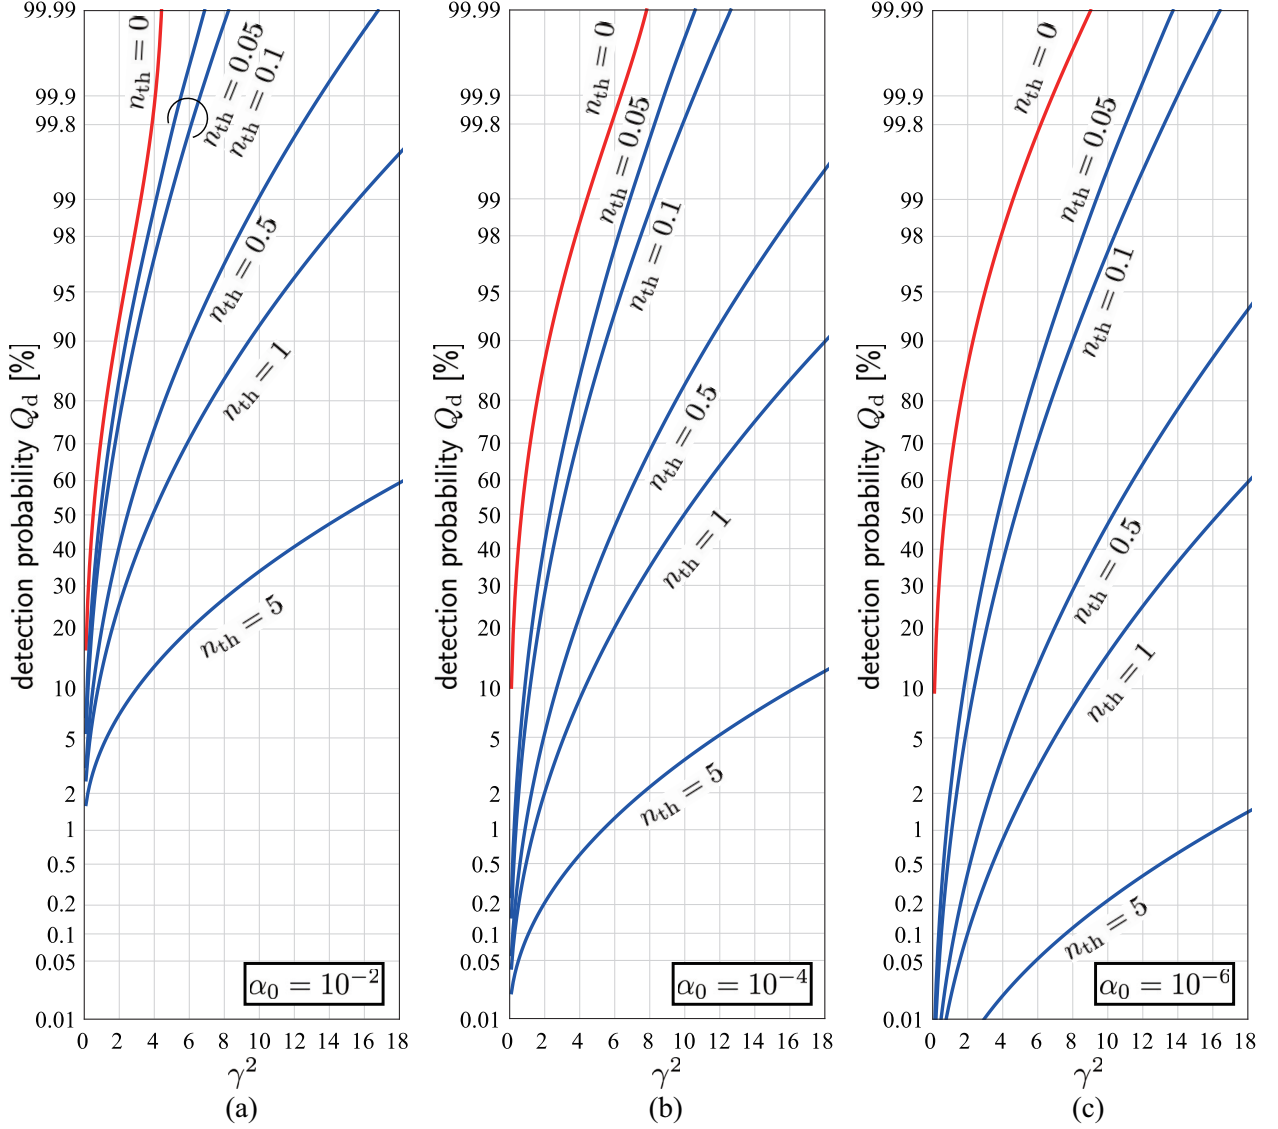 detection probability Q_d [%]
99.99
99.9
99.8
99
98
95
90
80
70
60
50
40
30
20
10
5
2
1
0.5
0.2
0.1
0.05
0.01
n_th = 0
n_th = 0.05
n_th = 0.1
n_th = 0.5
n_th = 1
n_th = 5
α₀ = 10⁻²
0 2 4 6 8 10 12 14 16 18
γ²
(a)
detection probability Q_d [%]
99.99
99.9
99.8
99
98
95
90
80
70
60
50
40
30
20
10
5
2
1
0.5
0.2
0.1
0.05
0.01
n_th = 0
n_th = 0.05
n_th = 0.1
n_th = 0.5
n_th = 1
n_th = 5
α₀ = 10⁻⁴
0 2 4 6 8 10 12 14 16 18
γ²
(b)
detection probability Q_d [%]
99.99
99.9
99.8
99
98
95
90
80
70
60
50
40
30
20
10
5
2
1
0.5
0.2
0.1
0.05
0.01
n_th = 0
n_th = 0.05
n_th = 0.1
n_th = 0.5
n_th = 1
n_th = 5
α₀ = 10⁻⁶
0 2 4 6 8 10 12 14 16 18
γ²
(c)